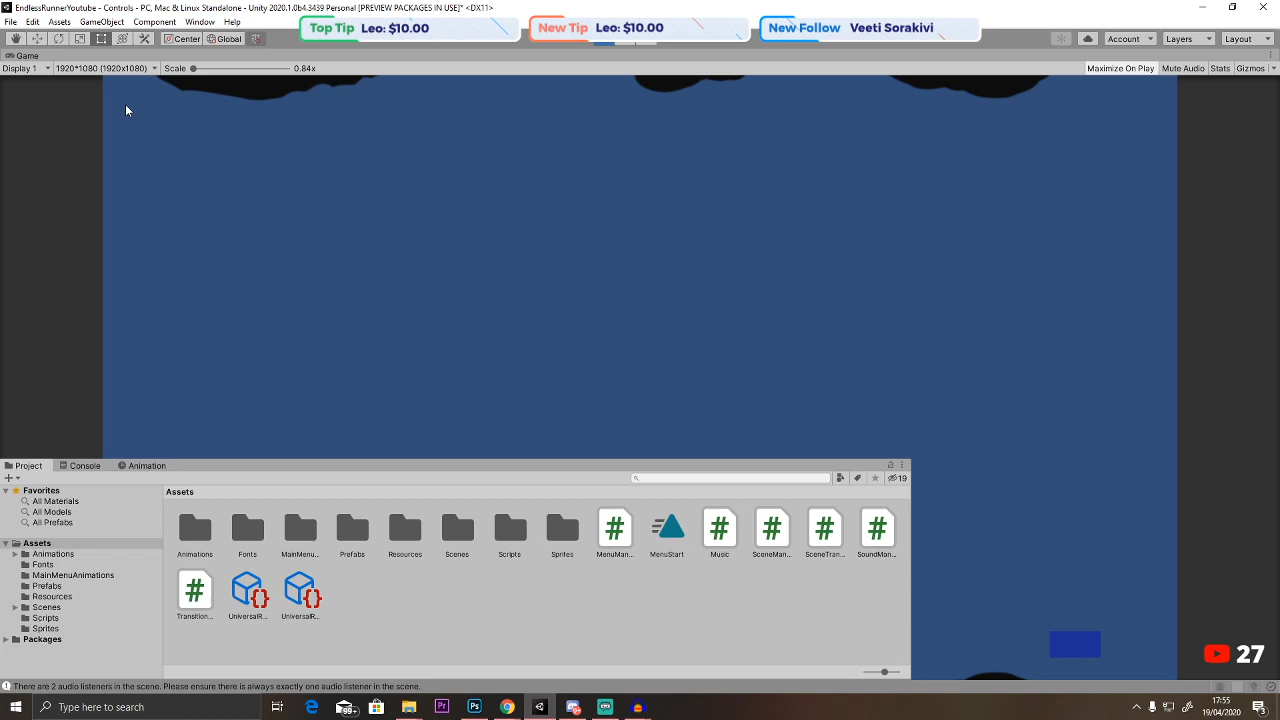 EndlessRunnerYoutube - Controls - PC, Mac & Linux Standalone - Unity 2020.1.0b4.3439 Personal [PREVIEW PACKAGES IN USE]* <DX11>
File Edit Assets GameObject Component Window Help
Top Tip Leo: $10.00
New Tip Leo: $10.00
New Follow Veeti Sorakivi
Center Global
Account Layers Layout
Game
Display 1 1920*1080 (1920x1080) Scale 0.84x
Maximize On Play Mute Audio Stats Gizmos
Project Console Animation
19
Favorites
All Materials
All Models
All Prefabs
Assets
Animations
Fonts
MainMenuAnimations
Prefabs
Resources
Scenes
Scripts
Sprites
Packages
Assets
Animations Fonts MainMenu... Prefabs Resources Scenes Scripts Sprites MenuMan... MenuStart Music SceneMan... SceneTran... SoundMan...
Transition... UniversalR... UniversalR...
27
There are 2 audio listeners in the scene. Please ensure there is always exactly one audio listener in the scene.
Type here to search
99+
17:55
19/04/2020